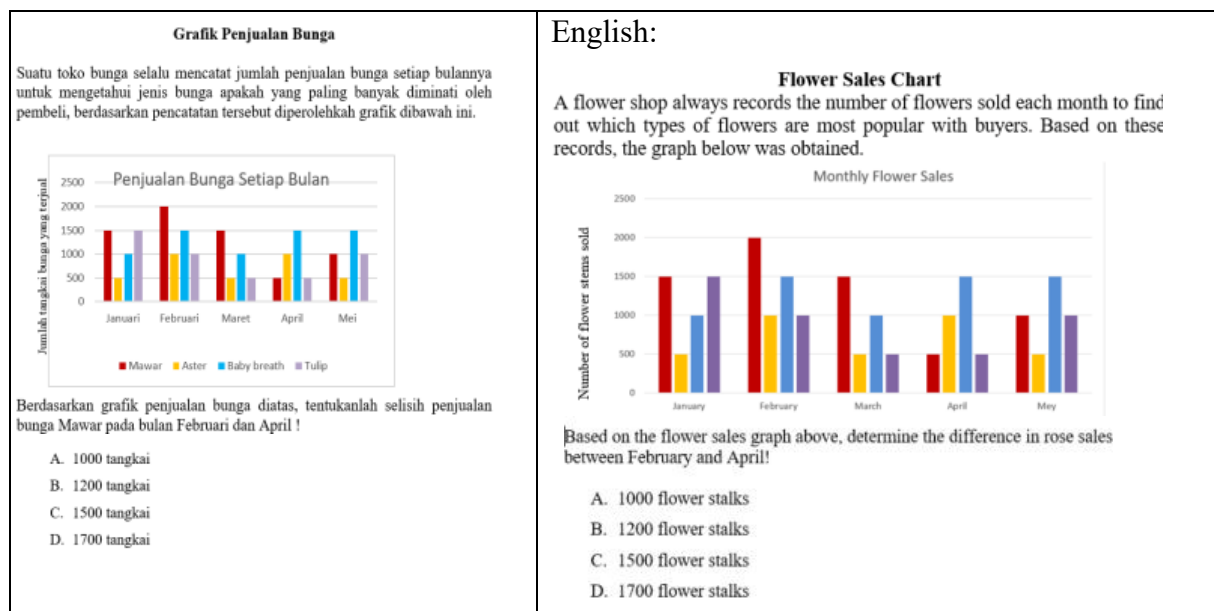 Grafik Penjualan Bunga
Suatu toko bunga selalu mencatat jumlah penjualan bunga setiap bulannya
untuk mengetahui jenis bunga apakah yang paling banyak diminati oleh
pembeli, berdasarkan pencatatan tersebut diperolehkah grafik dibawah ini.
Penjualan Bunga Setiap Bulan
Jumlah tangkai bunga yang terjual
2500
2000
1500
1000
500
0
Januari Februari Maret April Mei
Mawar Aster Baby breath Tulip
Berdasarkan grafik penjualan bunga diatas, tentukanlah selisih penjualan
bunga Mawar pada bulan Februari dan April !
A. 1000 tangkai
B. 1200 tangkai
C. 1500 tangkai
D. 1700 tangkai
English:
Flower Sales Chart
A flower shop always records the number of flowers sold each month to find
out which types of flowers are most popular with buyers. Based on these
records, the graph below was obtained.
Monthly Flower Sales
Number of flower stems sold
2500
2000
1500
1000
500
0
January February March April Mey
Based on the flower sales graph above, determine the difference in rose sales
between February and April!
A. 1000 flower stalks
B. 1200 flower stalks
C. 1500 flower stalks
D. 1700 flower stalks